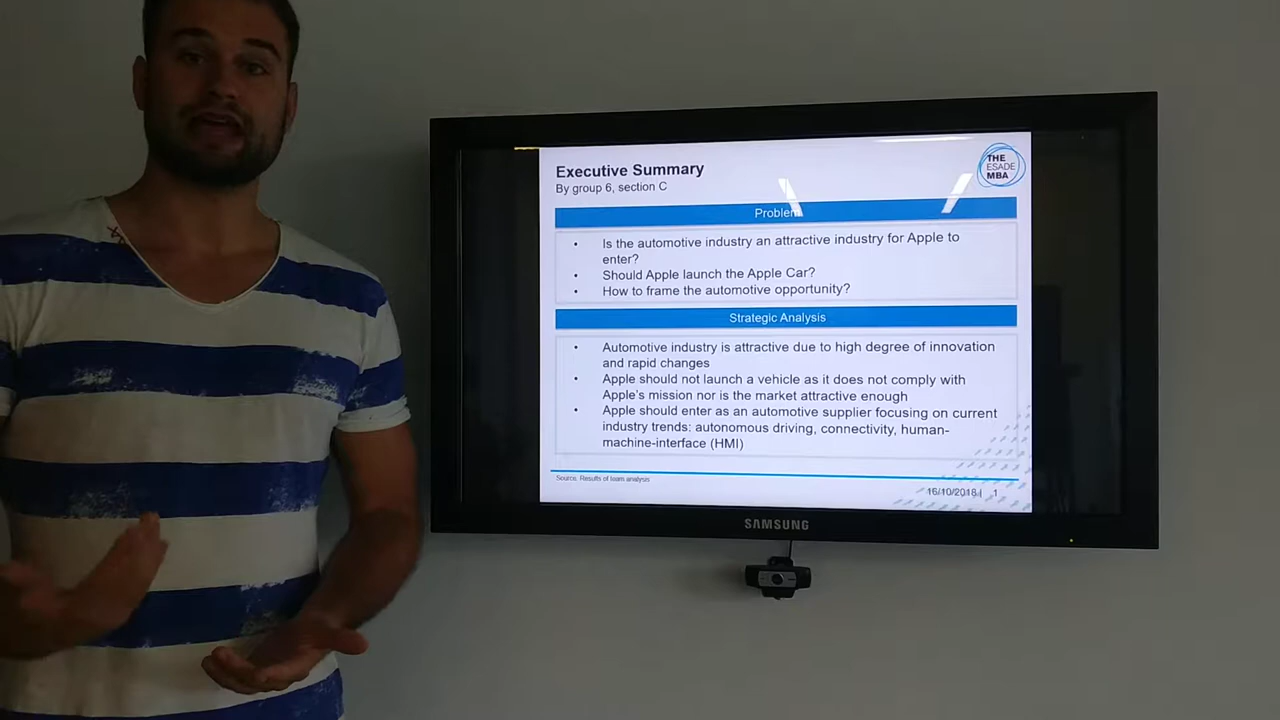 Executive Summary
By group 6, section C
THE
ESADE
MBA
Problem
• Is the automotive industry an attractive industry for Apple to
enter?
• Should Apple launch the Apple Car?
• How to frame the automotive opportunity?
Strategic Analysis
• Automotive industry is attractive due to high degree of innovation
and rapid changes
• Apple should not launch a vehicle as it does not comply with
Apple's mission nor is the market attractive enough
• Apple should enter as an automotive supplier focusing on current
industry trends: autonomous driving, connectivity, human-
machine-interface (HMI)
Source: Results of team analysis
16/10/2018 | 1
SAMSUNG